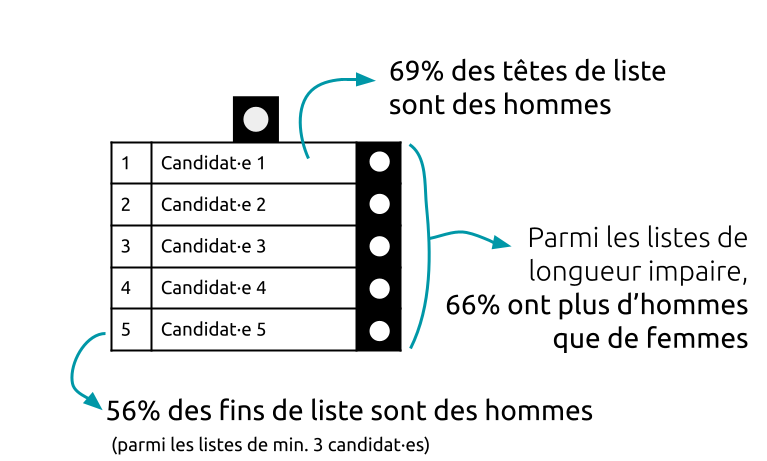 69% des têtes de liste
sont des hommes
1 Candidat·e 1
2 Candidat·e 2
3 Candidat·e 3
4 Candidat·e 4
5 Candidat·e 5
Parmi les listes de
longueur impaire,
66% ont plus d’hommes
que de femmes
56% des fins de liste sont des hommes
(parmi les listes de min. 3 candidat·es)